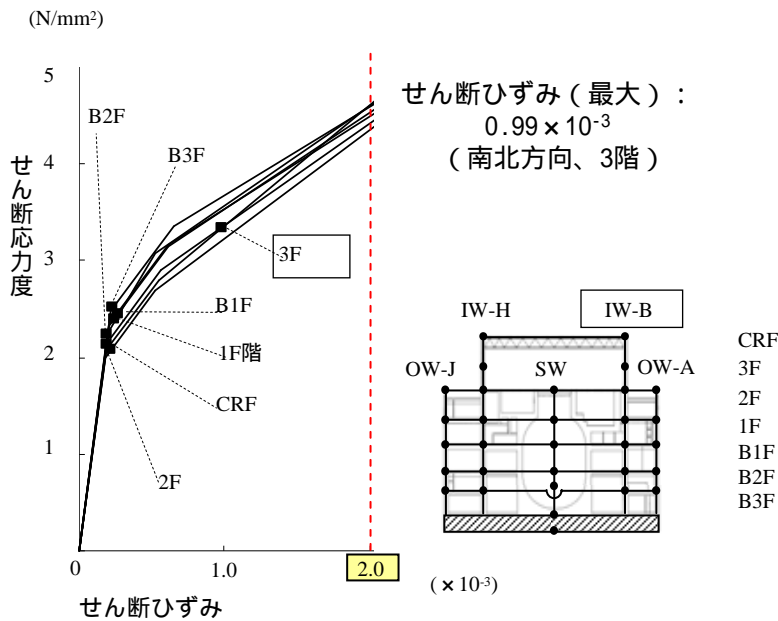 (N/mm²)
5
4
3
2
1
0
1.0
2.0
(×10⁻³)
せん断応力度
せん断ひずみ
B2F
B3F
3F
B1F
1F階
CRF
2F
せん断ひずみ(最大):
0.99×10⁻³
(南北方向、3階)
IW-H
IW-B
OW-J
SW
OW-A
CRF
3F
2F
1F
B1F
B2F
B3F